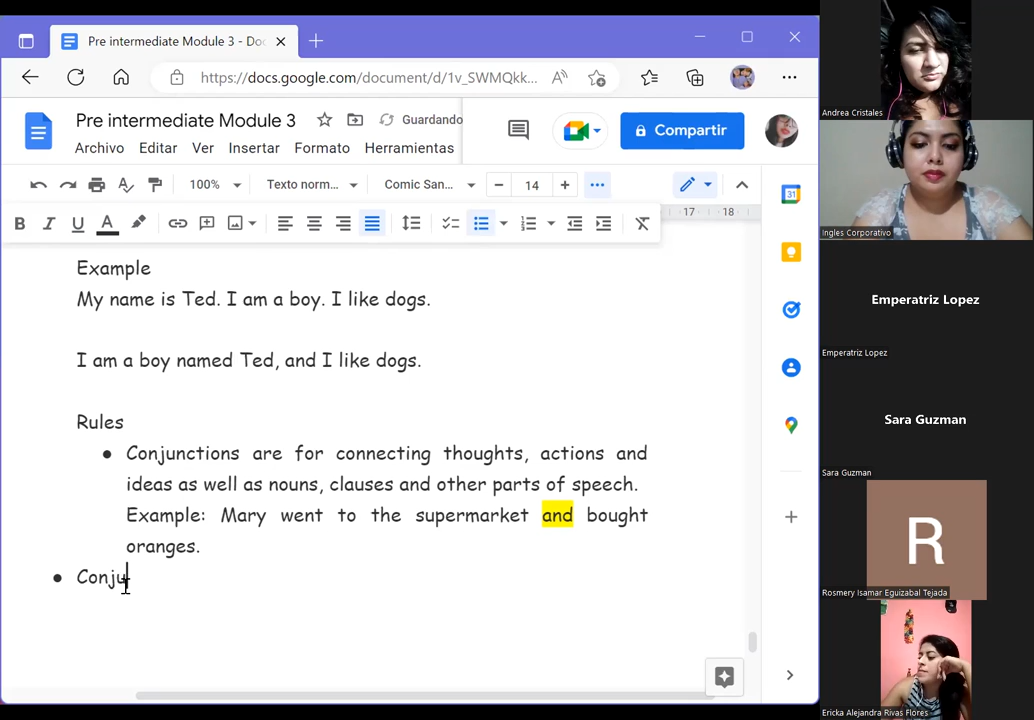 Pre intermediate Module 3 - Doc
https://docs.google.com/document/d/1v_SWMQkk...
Pre intermediate Module 3
Guardando
Compartir
Archivo Editar Ver Insertar Formato Herramientas
100% Texto norm... Comic San... 14
17 18
31
Example
My name is Ted. I am a boy. I like dogs.
I am a boy named Ted, and I like dogs.
Rules
Conjunctions are for connecting thoughts, actions and
ideas as well as nouns, clauses and other parts of speech.
Example: Mary went to the supermarket and bought
oranges.
Conju
Andrea Cristales
Ingles Corporativo
Emperatriz Lopez
Emperatriz Lopez
Sara Guzman
Sara Guzman
R
Rosmery Isamar Eguizabal Tejada
Ericka Alejandra Rivas Flores